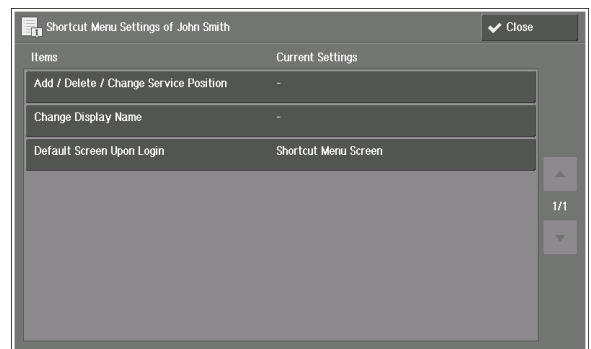 Shortcut Menu Settings of John Smith
Close
Items Current Settings
Add / Delete / Change Service Position -
Change Display Name -
Default Screen Upon Login Shortcut Menu Screen
1/1